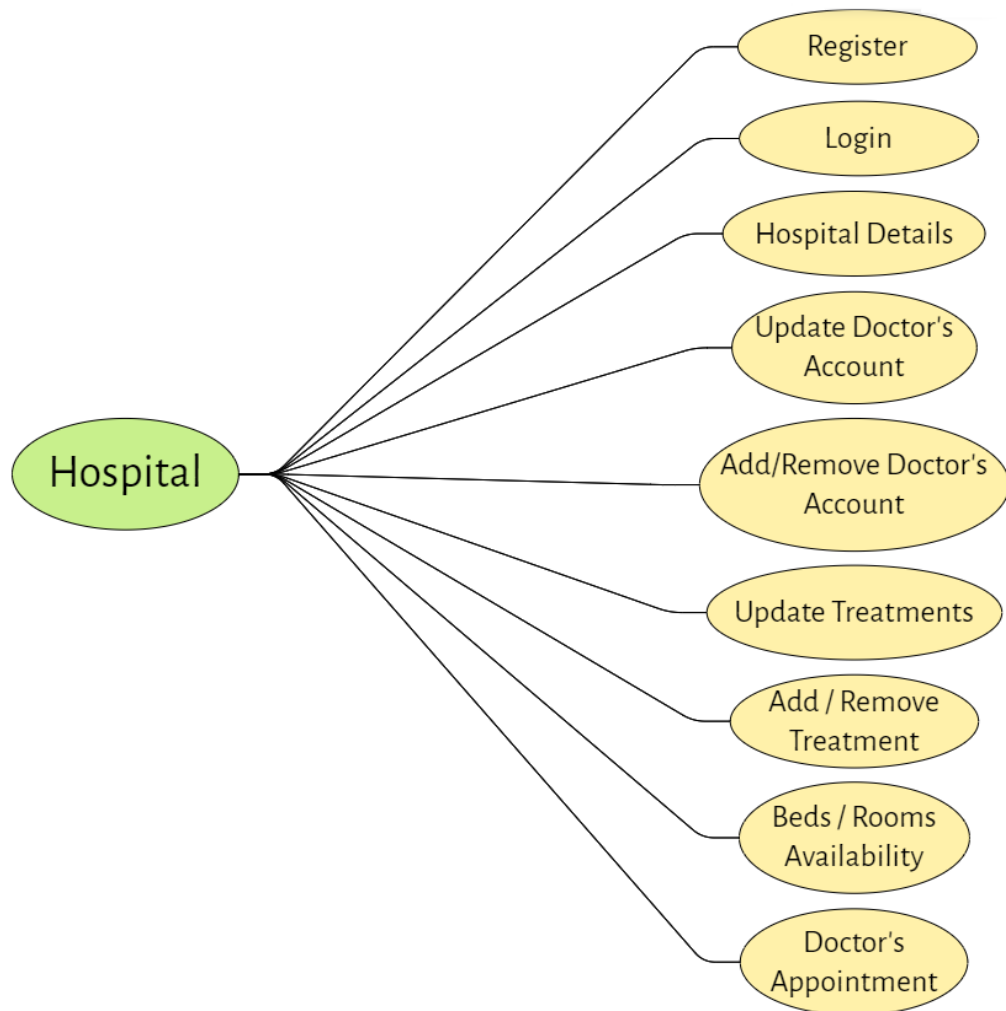 Register
Login
Hospital Details
Update Doctor's
Account
Hospital
Add/Remove Doctor's
Account
Update Treatments
Add / Remove
Treatment
Beds / Rooms
Availability
Doctor's
Appointment